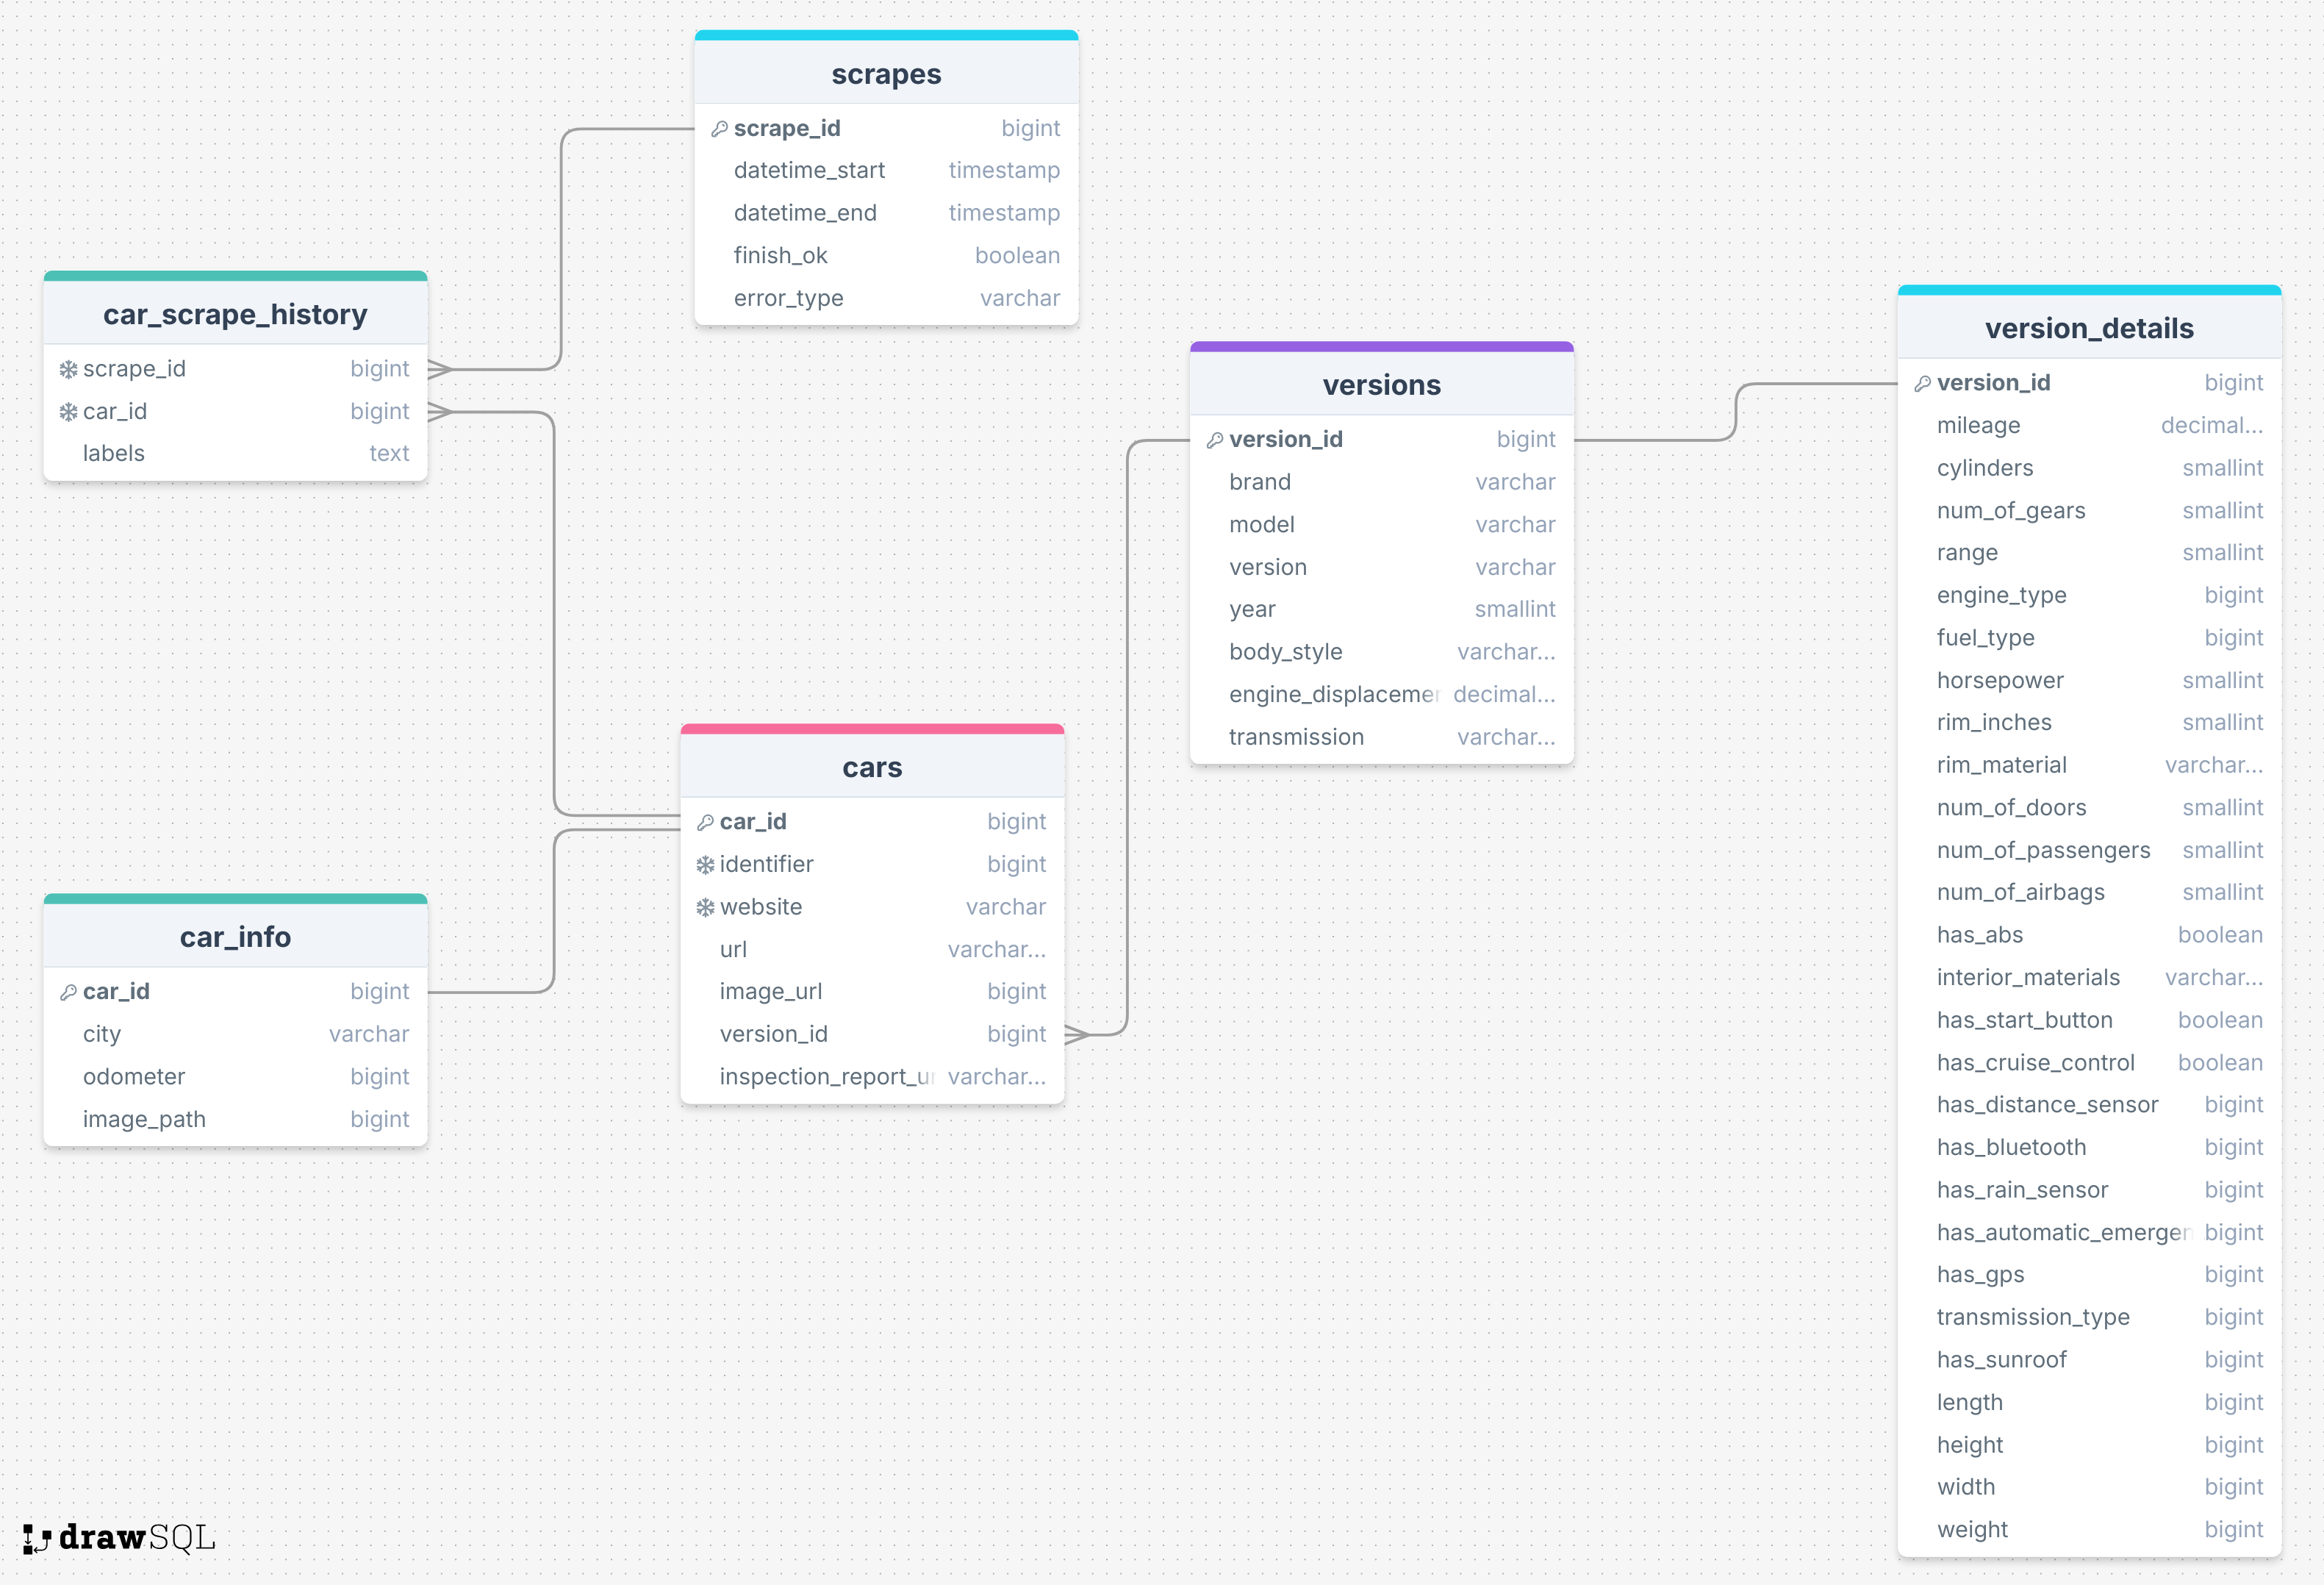 scrapes
scrape_id bigint
datetime_start timestamp
datetime_end timestamp
finish_ok boolean
error_type varchar
car_scrape_history
scrape_id bigint
car_id bigint
labels text
versions
version_id bigint
brand varchar
model varchar
version varchar
year smallint
body_style varchar...
engine_displacemen decimal...
transmission varchar...
version_details
version_id bigint
mileage decimal...
cylinders smallint
num_of_gears smallint
range smallint
engine_type bigint
fuel_type bigint
horsepower smallint
rim_inches smallint
rim_material varchar...
num_of_doors smallint
num_of_passengers smallint
num_of_airbags smallint
has_abs boolean
interior_materials varchar...
has_start_button boolean
has_cruise_control boolean
has_distance_sensor bigint
has_bluetooth bigint
has_rain_sensor bigint
has_automatic_emergen bigint
has_gps bigint
transmission_type bigint
has_sunroof bigint
length bigint
height bigint
width bigint
weight bigint
cars
car_id bigint
identifier bigint
website varchar
url varchar...
image_url bigint
version_id bigint
inspection_report_ur varchar...
car_info
car_id bigint
city varchar
odometer bigint
image_path bigint
drawSQL